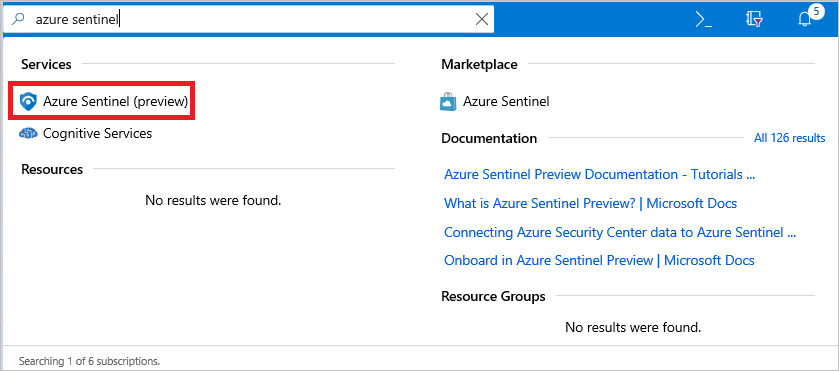 azure sentinel
5
Services
Azure Sentinel (preview)
Cognitive Services
Resources
No results were found.
Marketplace
Azure Sentinel
Documentation
All 126 results
Azure Sentinel Preview Documentation - Tutorials ...
What is Azure Sentinel Preview? | Microsoft Docs
Connecting Azure Security Center data to Azure Sentinel ...
Onboard in Azure Sentinel Preview | Microsoft Docs
Resource Groups
No results were found.
Searching 1 of 6 subscriptions.